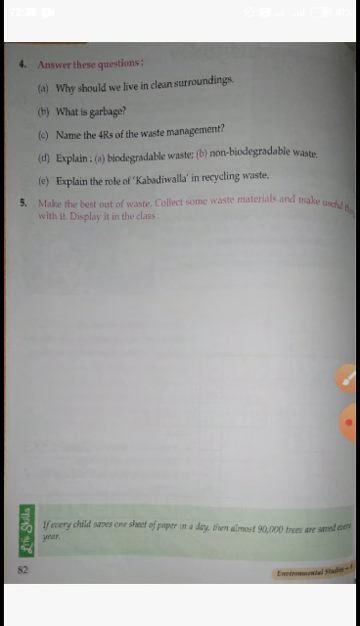 4. Answer these questions:
(a) Why should we live in clean surroundings.
(b) What is garbage?
(c) Name the 4Rs of the waste management?
(d) Explain : (a) biodegradable waste; (b) non-biodegradable waste.
(e) Explain the role of 'Kabadiwalla' in recycling waste.
5. Make the best out of waste. Collect some waste materials and make useful
with it. Display it in the class.
Life Skills
If every child saves one sheet of paper in a day, then almost 90,000 trees are saved every
year.
82
Environmental Studies